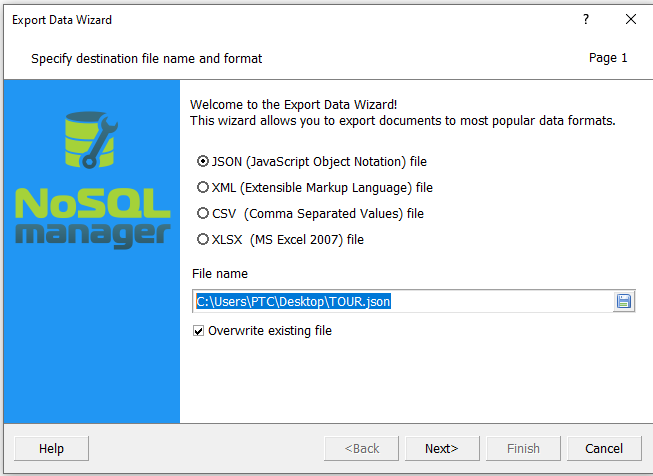 Export Data Wizard
?
Specify destination file name and format
Page 1
NoSQL
manager
Welcome to the Export Data Wizard!
This wizard allows you to export documents to most popular data formats.
JSON (JavaScript Object Notation) file
XML (Extensible Markup Language) file
CSV (Comma Separated Values) file
XLSX (MS Excel 2007) file
File name
C:\Users\PTC\Desktop\TOUR.json
Overwrite existing file
Help
<Back
Next>
Finish
Cancel